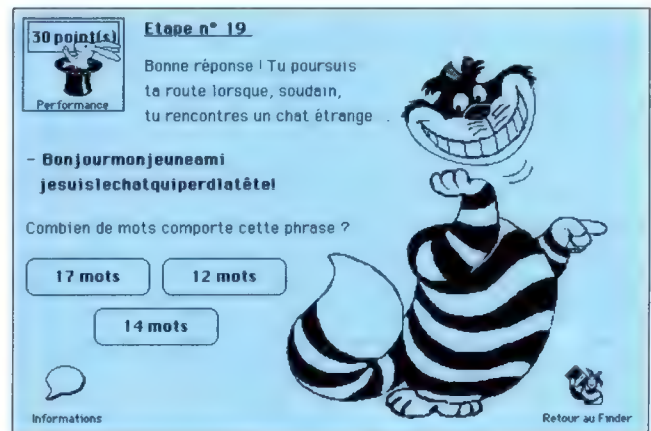 30 point(s)
Performance
Etape n° 19
Bonne réponse ! Tu poursuis
ta route lorsque, soudain,
tu rencontres un chat étrange .
- Bonjourmonjeuneami
jesuislechatquiperdlatête!
Combien de mots comporte cette phrase ?
17 mots
12 mots
14 mots
Informations
Retour au Finder